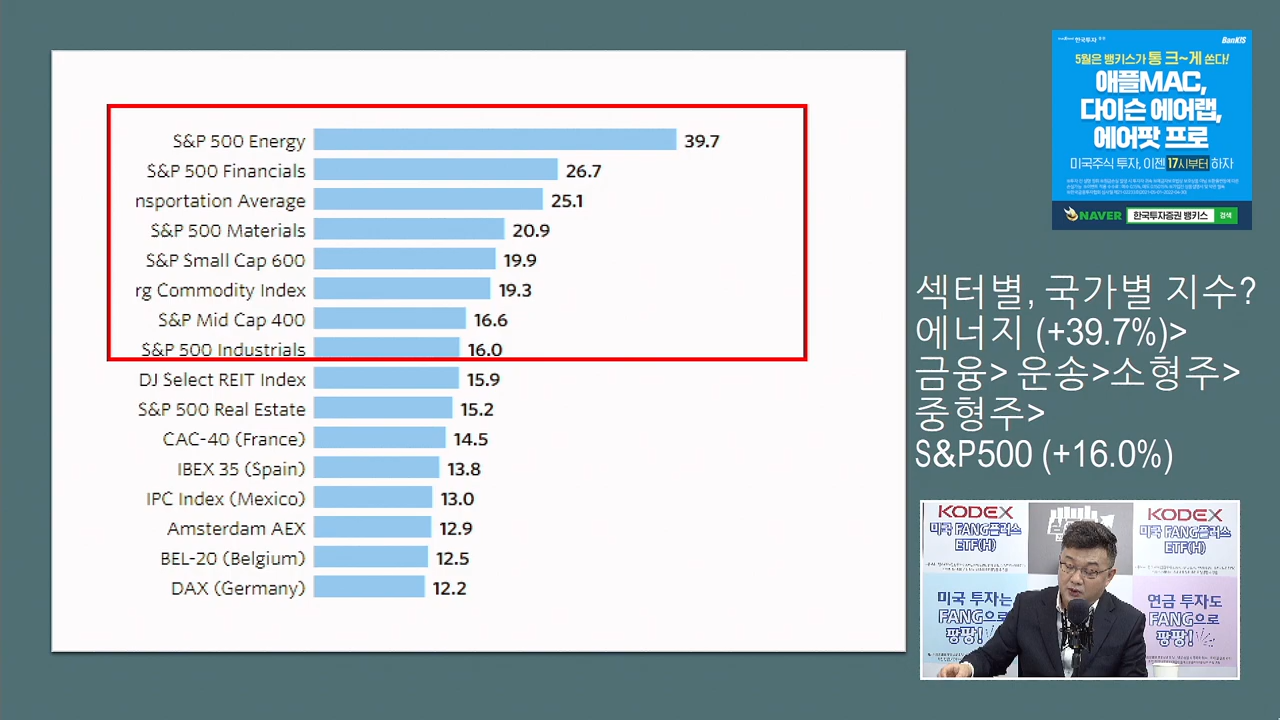 S&P 500 Energy 39.7
S&P 500 Financials 26.7
nsportation Average 25.1
S&P 500 Materials 20.9
S&P Small Cap 600 19.9
rg Commodity Index 19.3
S&P Mid Cap 400 16.6
S&P 500 Industrials 16.0
DJ Select REIT Index 15.9
S&P 500 Real Estate 15.2
CAC-40 (France) 14.5
IBEX 35 (Spain) 13.8
IPC Index (Mexico) 13.0
Amsterdam AEX 12.9
BEL-20 (Belgium) 12.5
DAX (Germany) 12.2
한국투자증권
BanKIS
5월은 뱅키스가 통 크~게 쏜다!
애플MAC,
다이슨 에어랩,
에어팟 프로
미국주식 투자, 이젠 17시부터 하자
NAVER 한국투자증권 뱅키스 검색
섹터별, 국가별 지수?
에너지 (+39.7%)>
금융> 운송>소형주>
중형주>
S&P500 (+16.0%)
KODEX
미국 FANG플러스
ETF(H)
미국 투자는
FANG으로
팡팡!
KODEX
미국 FANG플러스
ETF(H)
연금 투자도
FANG으로
팡팡!